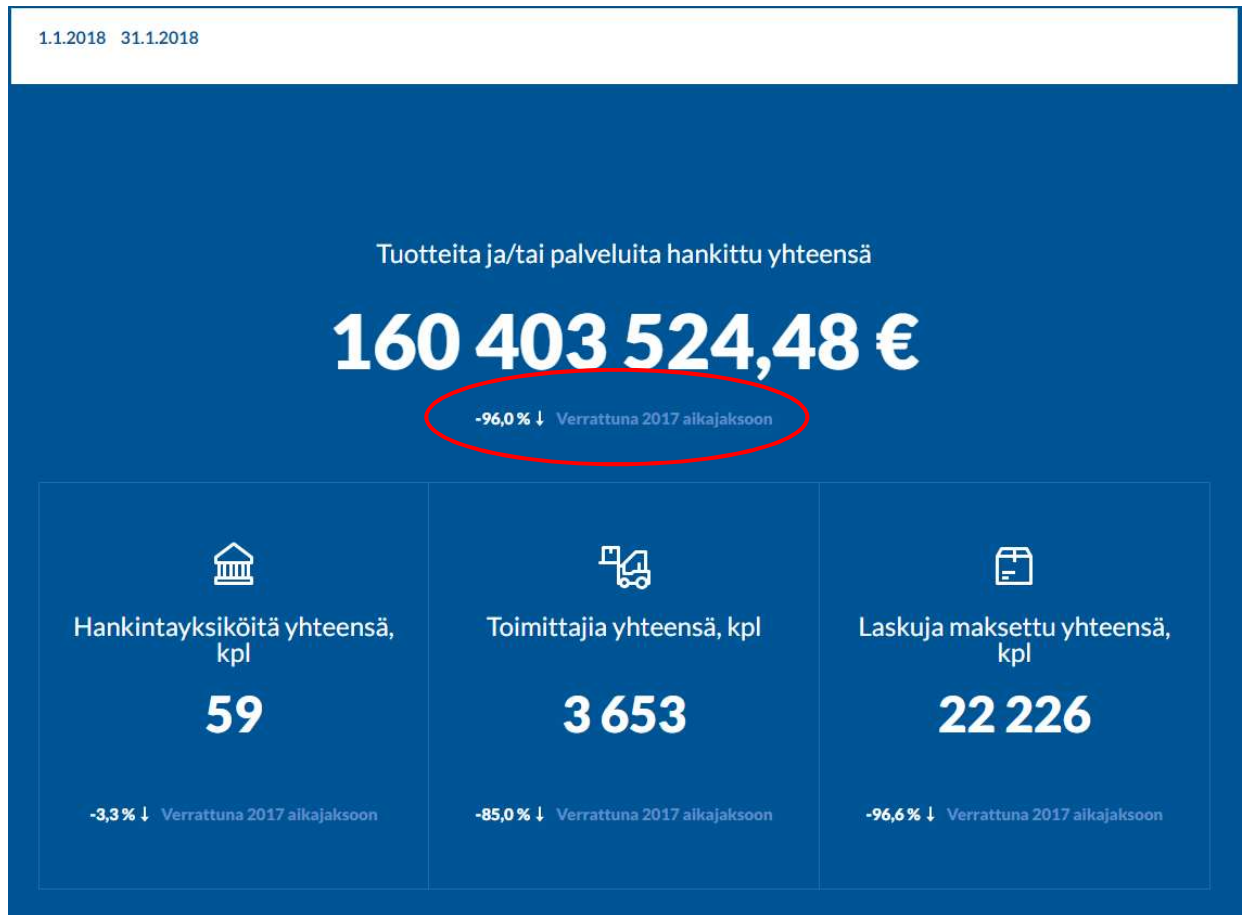 1.1.2018 31.1.2018
Tuotteita ja/tai palveluita hankittu yhteensä
160 403 524,48 €
-96,0 % ↓ Verrattuna 2017 aikajaksoon
Hankintayksiköitä yhteensä,
kpl
59
-3,3 % ↓ Verrattuna 2017 aikajaksoon
Toimittajia yhteensä, kpl
3 653
-85,0 % ↓ Verrattuna 2017 aikajaksoon
Laskuja maksettu yhteensä,
kpl
22 226
-96,6 % ↓ Verrattuna 2017 aikajaksoon